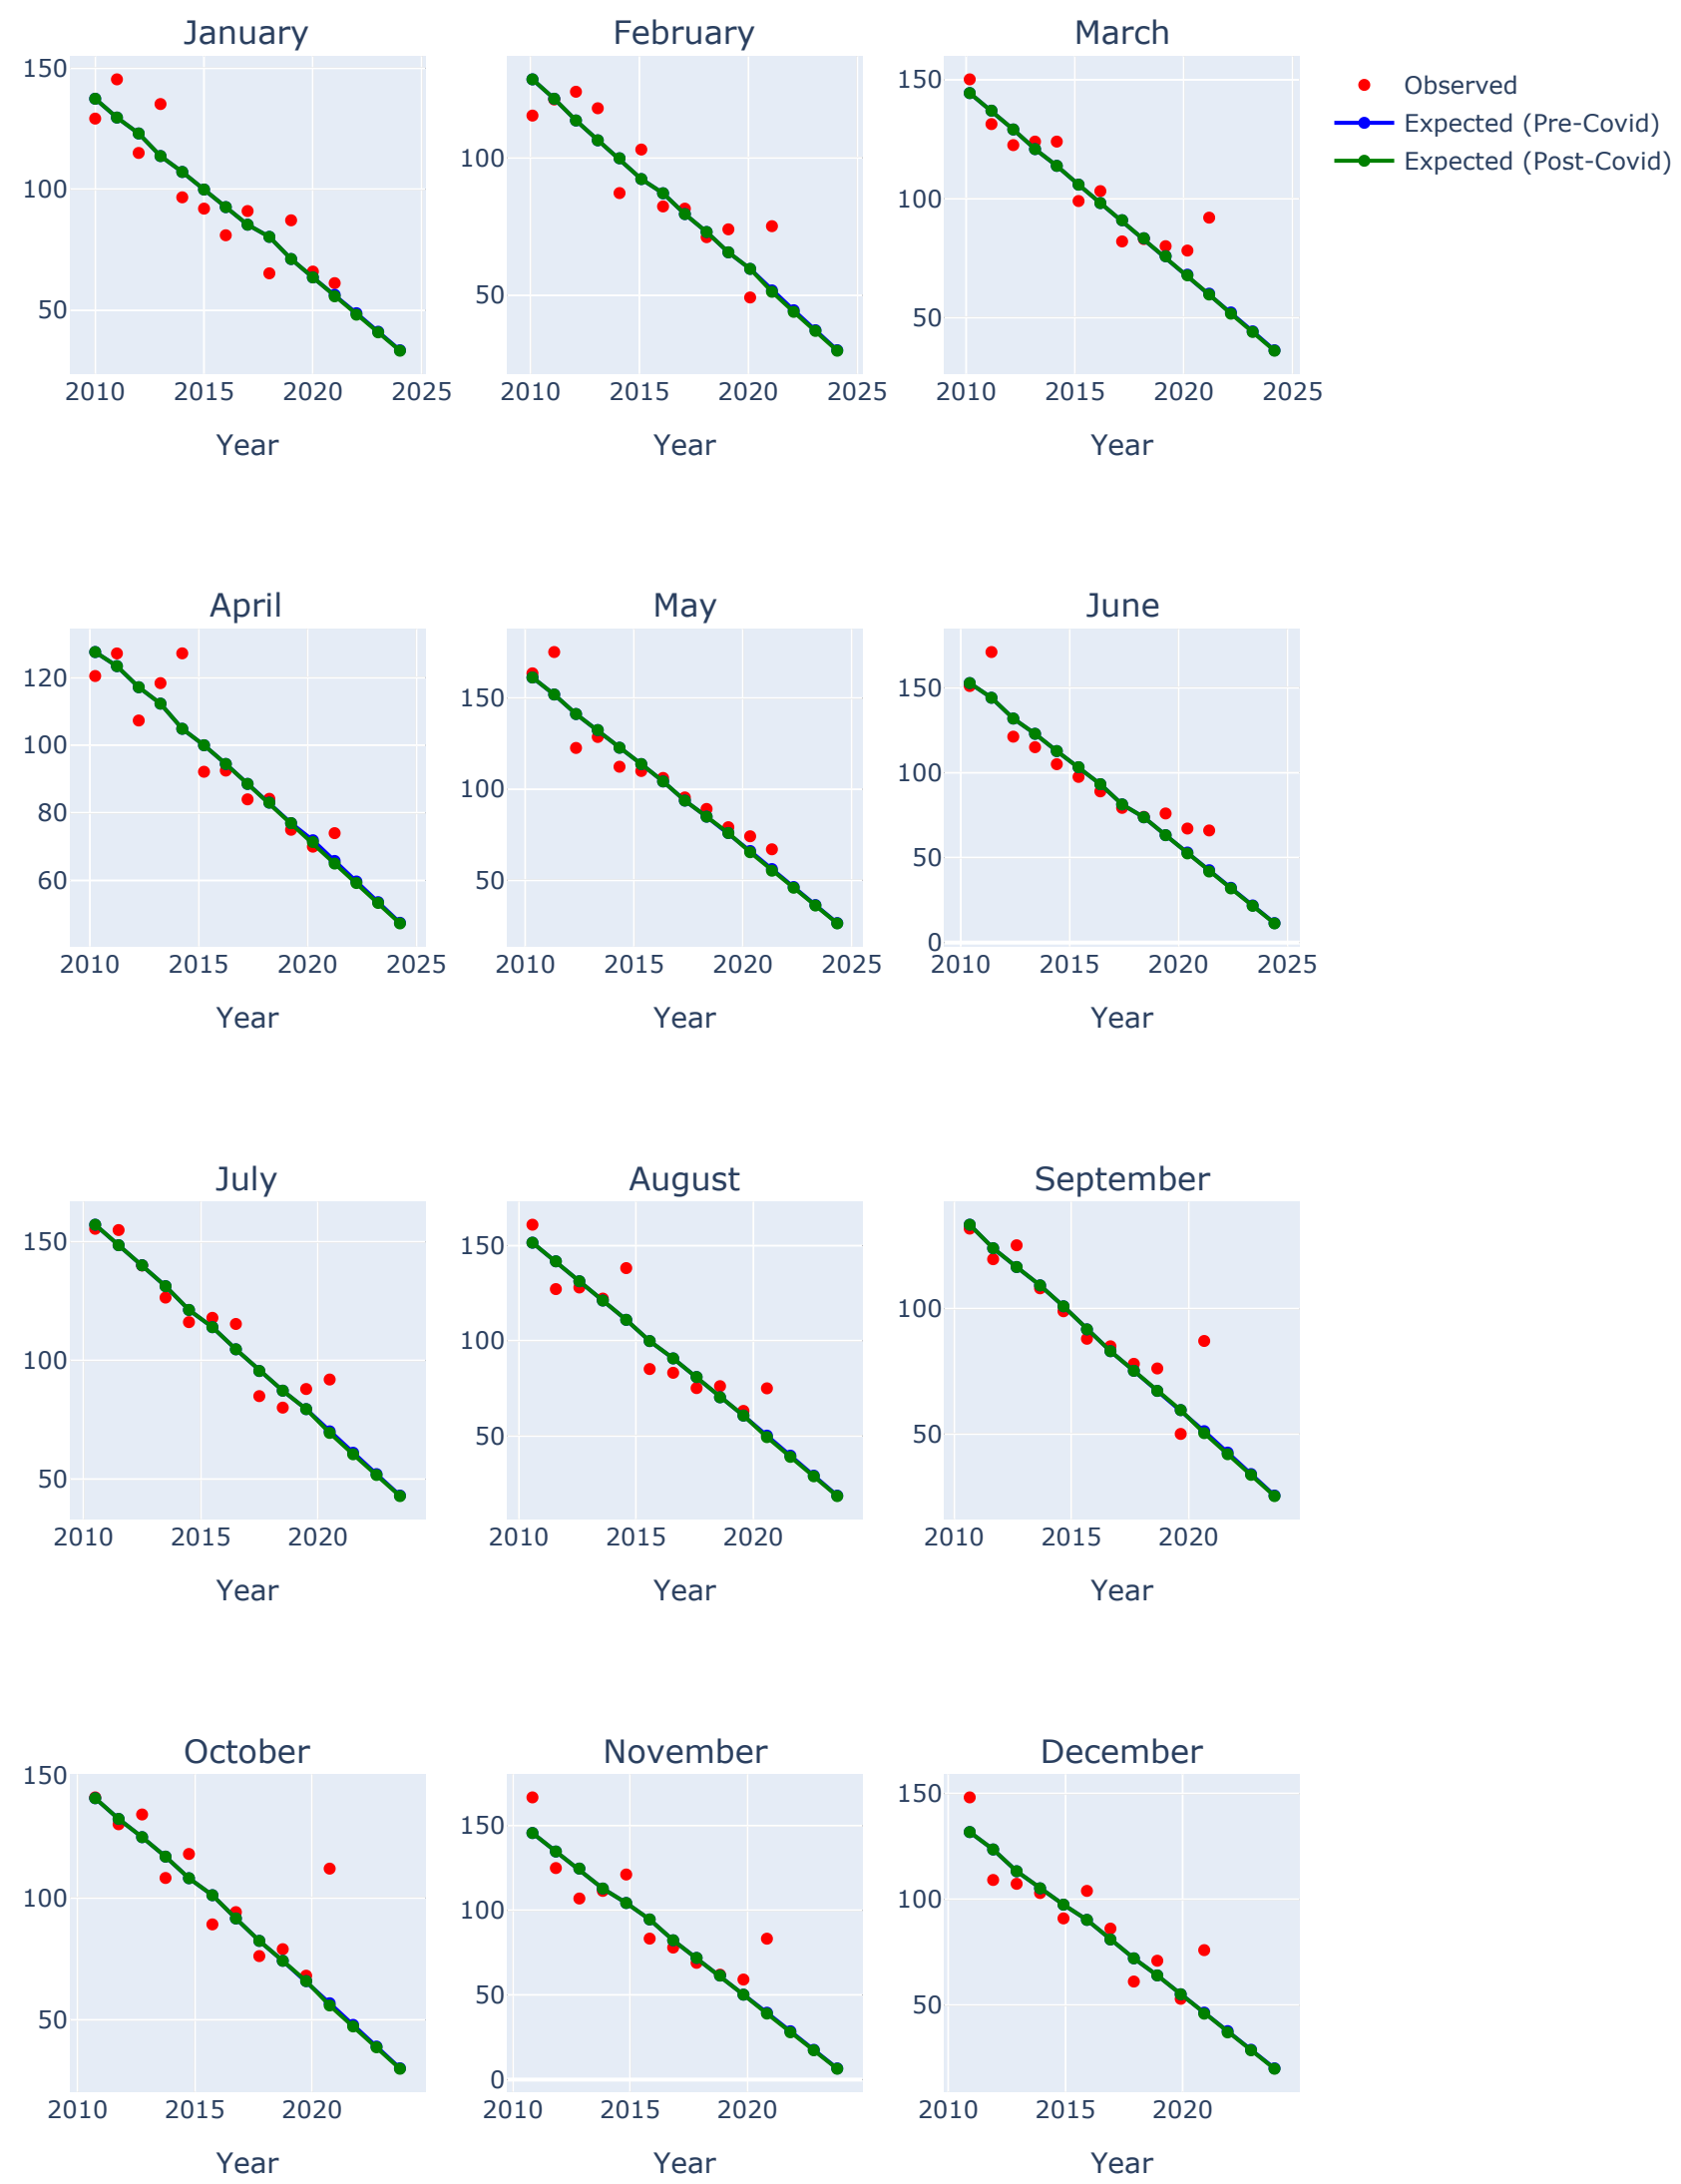 January February March
150
100
50
2010 2015 2020 2025
Year
100
50
2010 2015 2020 2025
Year
150
100
50
2010 2015 2020 2025
Year
Observed
Expected (Pre-Covid)
Expected (Post-Covid)
April May June
120
100
80
60
2010 2015 2020 2025
Year
150
100
50
2010 2015 2020 2025
Year
150
100
50
0
2010 2015 2020 2025
Year
July August September
150
100
50
2010 2015 2020
Year
150
100
50
2010 2015 2020
Year
100
50
2010 2015 2020
Year
October November December
150
100
50
2010 2015 2020
Year
150
100
50
0
2010 2015 2020
Year
150
100
50
2010 2015 2020
Year